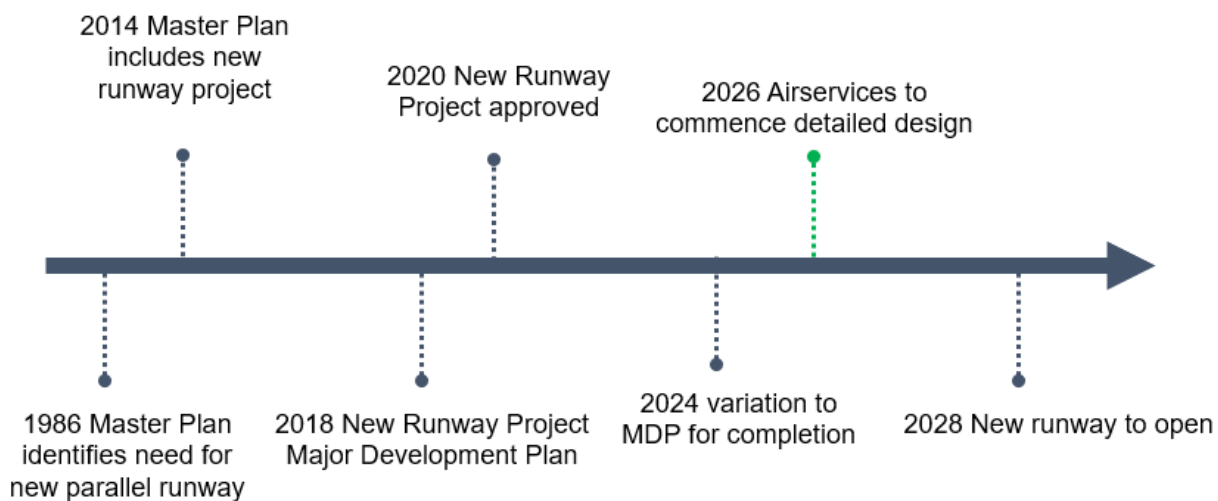 2014 Master Plan
includes new
runway project
2020 New Runway
Project approved
2026 Airservices to
commence detailed design
1986 Master Plan
identifies need for
new parallel runway
2018 New Runway Project
Major Development Plan
2024 variation to
MDP for completion
2028 New runway to open